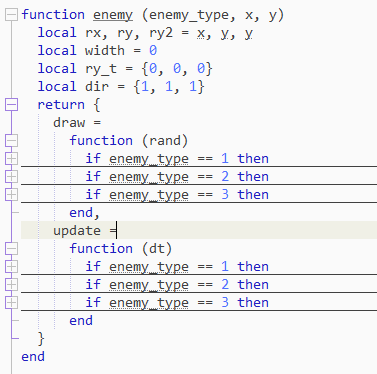 function enemy (enemy_type, x, y)
local rx, ry, ry2 = x, y, y
local width = 0
local ry_t = {0, 0, 0}
local dir = {1, 1, 1}
return {
draw =
function (rand)
if enemy_type == 1 then
if enemy_type == 2 then
if enemy_type == 3 then
end,
update =
function (dt)
if enemy_type == 1 then
if enemy_type == 2 then
if enemy_type == 3 then
end
}
end